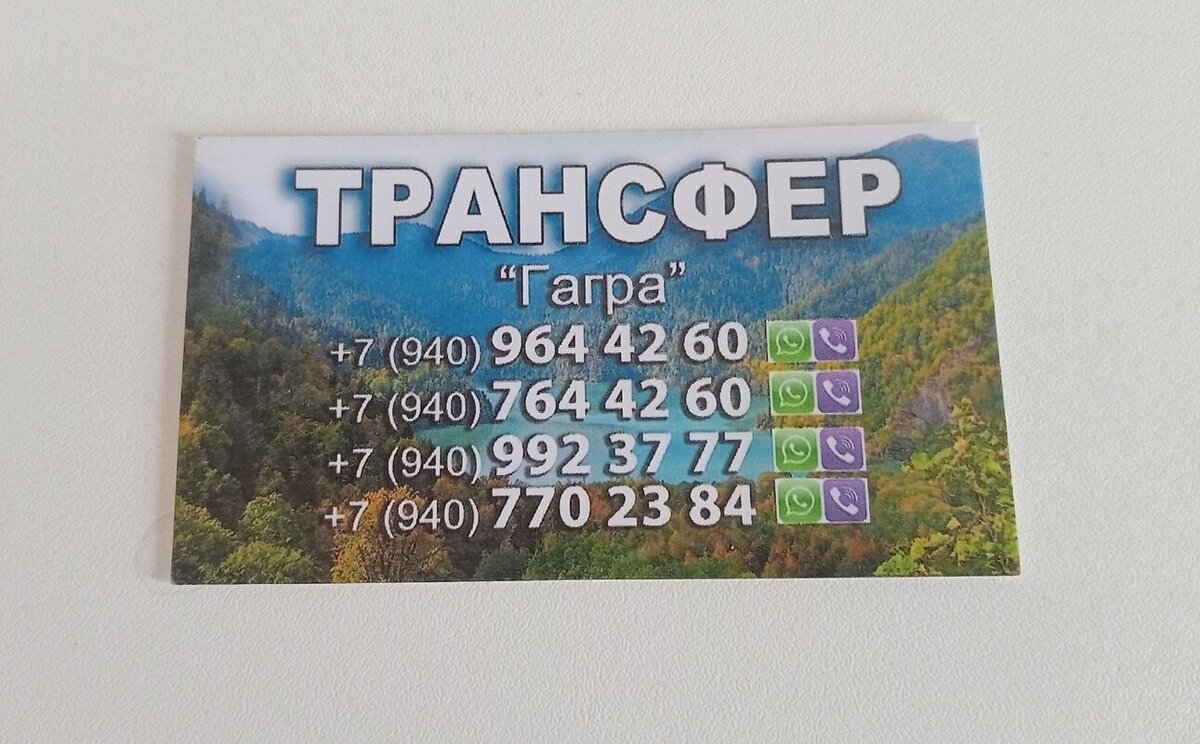 ТРАНСФЕР
“Гагра”
+7 (940) 964 42 60
+7 (940) 764 42 60
+7 (940) 992 37 77
+7 (940) 770 23 84